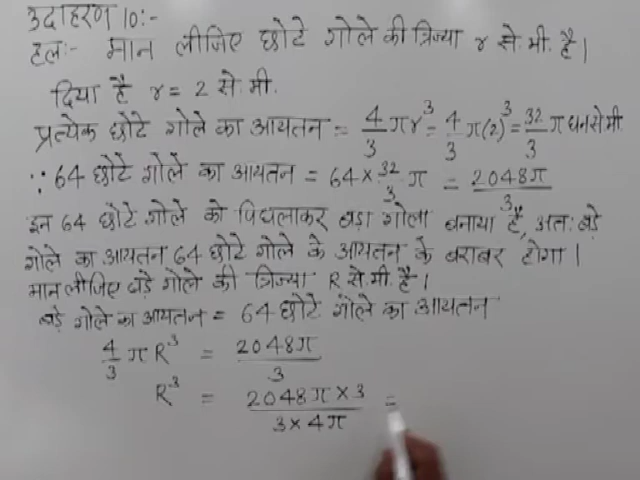 उदाहरण 10:-
हल:- मान लीजिए छोटे गोले की त्रिज्या r से.मी. है।
दिया है r = 2 से.मी.
प्रत्येक छोटे गोले का आयतन = 4/3 πr³ = 4/3 π(2)³ = 32/3 π घन से.मी.
∵ 64 छोटे गोले का आयतन = 64 × 32/3 π = 2048π/3
इन 64 छोटे गोले को पिघलाकर बड़ा गोला बनाया है, अतः बड़े
गोले का आयतन 64 छोटे गोले के आयतन के बराबर होगा।
मान लीजिए बड़े गोले की त्रिज्या R से.मी. है।
बड़े गोले का आयतन = 64 छोटे गोले का आयतन
4/3 π R³ = 2048π/3
R³ = 2048π × 3 / 3 × 4π =